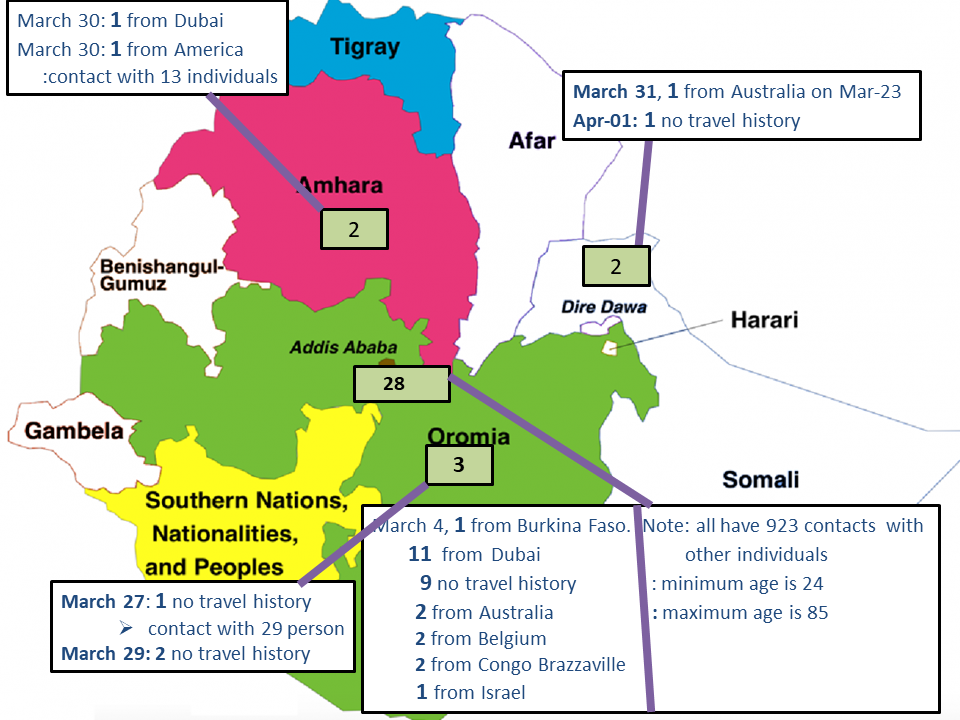 March 30: 1 from Dubai
March 30: 1 from America
:contact with 13 individuals
Tigray
March 31, 1 from Australia on Mar-23
Apr-01: 1 no travel history
Afar
Amhara
2
2
Benishangul-
Gumuz
Dire Dawa
Harari
Addis Ababa
28
Gambela
Oromia
3
Somali
Southern Nations,
Nationalities,
and Peoples
March 4, 1 from Burkina Faso.
11 from Dubai
9 no travel history
2 from Australia
2 from Belgium
2 from Congo Brazzaville
1 from Israel
Note: all have 923 contacts with
other individuals
: minimum age is 24
: maximum age is 85
March 27: 1 no travel history
➢ contact with 29 person
March 29: 2 no travel history